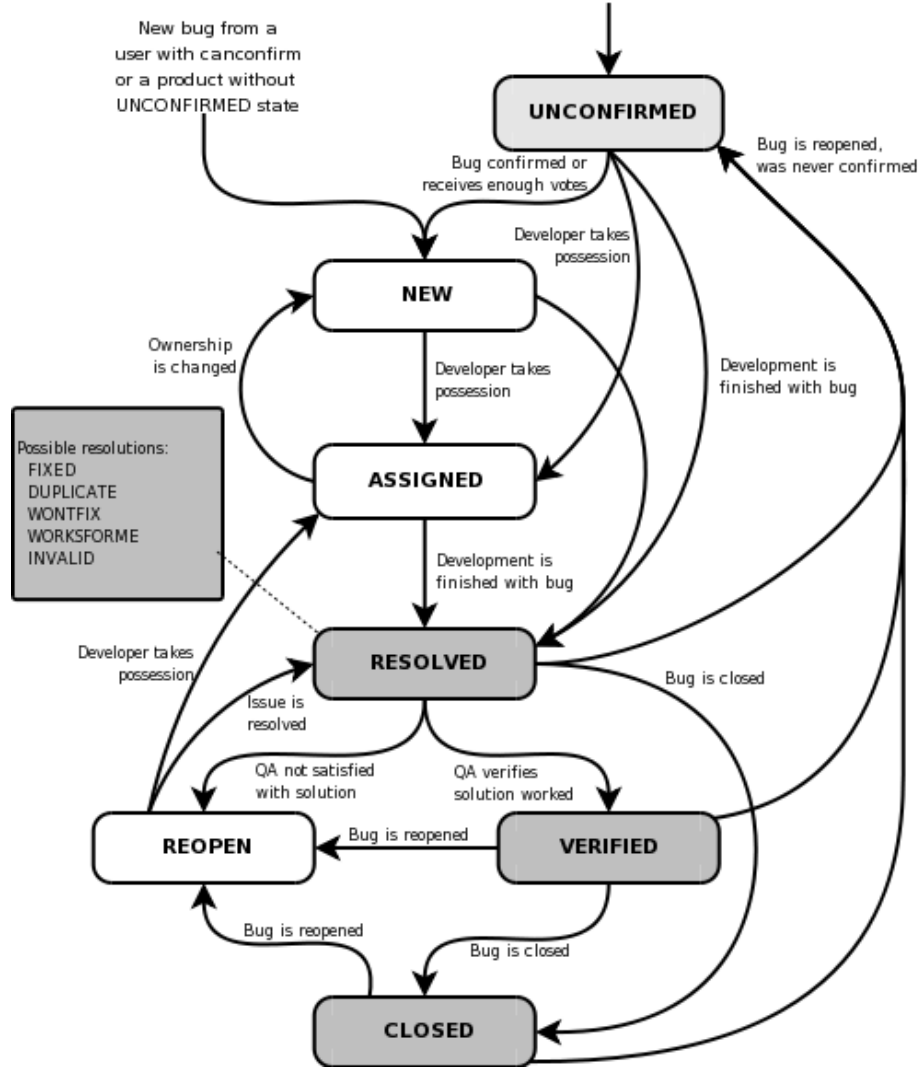 New bug from a
user with canconfirm
or a product without
UNCONFIRMED state
UNCONFIRMED
Bug is reopened,
was never confirmed
Bug confirmed or
receives enough votes
Developer takes
possession
NEW
Ownership
is changed
Developer takes
possession
Development is
finished with bug
Possible resolutions:
FIXED
DUPLICATE
WONTFIX
WORKSFORME
INVALID
ASSIGNED
Development is
finished with bug
RESOLVED
Developer takes
possession
Issue is
resolved
Bug is closed
QA not satisfied
with solution
QA verifies
solution worked
REOPEN
Bug is reopened
VERIFIED
Bug is reopened
Bug is closed
CLOSED